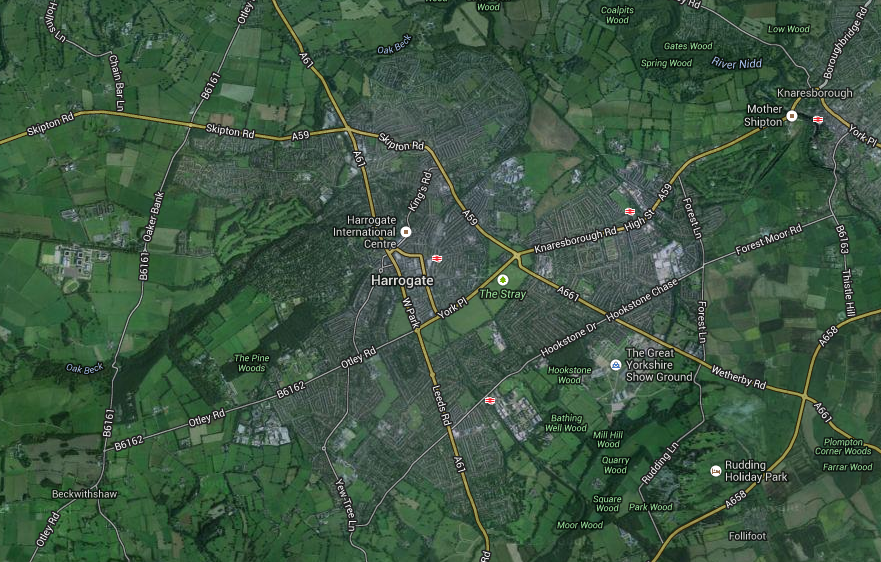 Wood
Coalpits
Wood
dy Rd
Otley
A61
Oak Beck
Low Wood
Gates Wood
Spring Wood
River Nidd
Boroughbridge Rd
Chain Bar Ln
B6161
Knaresborough
Mother
Shipton
Skipton Rd
Skipton Rd
A59
Skipton Rd
York Pl
A61
King's Rd
A59
A59
Forest Ln
Harrogate
International
Centre
Knaresborough Rd
High St
Forest Moor Rd
B6161
Oaker Bank
B6163
Thistle Hill
Harrogate
The Stray
A661
Hookstone Chase
York Pl
W Park
Hookstone Dr
Forest Ln
A658
Oak Beck
The Pine
Woods
Otley Rd
The Great
Yorkshire
Show Ground
Hookstone
Wood
Wetherby Rd
B6162
Otley Rd
Leeds Rd
A661
B6161
B6162
Bathing
Well Wood
Mill Hill
Wood
Quarry
Wood
Plompton
Corner Woods
Farrar Wood
A61
Rudding Ln
Rudding
Holiday Park
Beckwithshaw
Yew Tree Ln
Square
Wood
Park Wood
A658
Moor Wood
Otley Rd
Follifoot
Rd